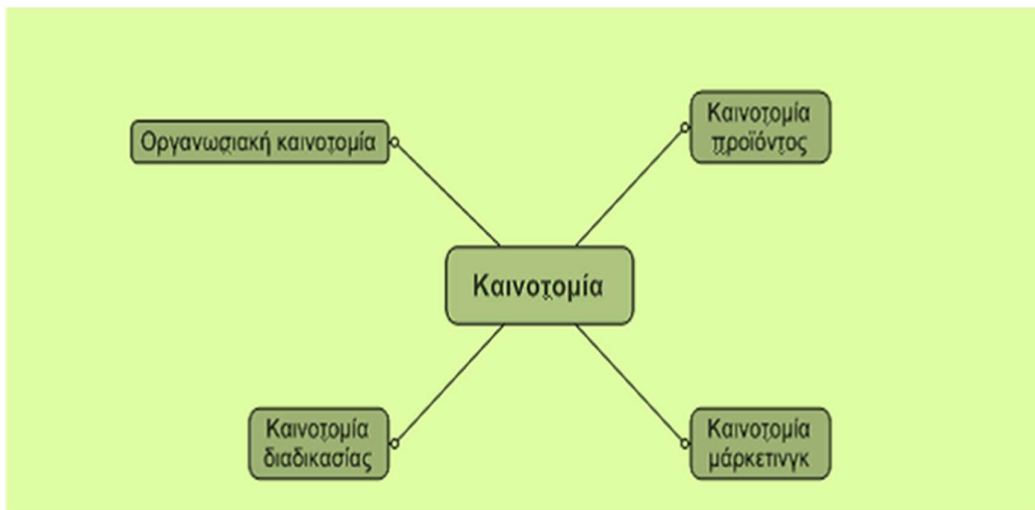 Καινοτομία
προϊόντος
Οργανωσιακή καινοτομία
Καινοτομία
Καινοτομία
διαδικασίας
Καινοτομία
μάρκετινγκ